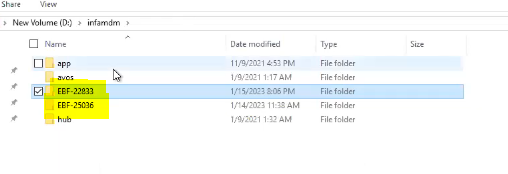 Share View
New Volume (D:) › infamdm ›
Name Date modified Type Size
app 11/9/2021 4:53 PM File folder
avos 1/9/2021 1:17 AM File folder
EBF-22833 1/15/2023 8:06 PM File folder
EBF-25036 1/14/2023 11:38 AM File folder
hub 1/9/2021 1:32 AM File folder